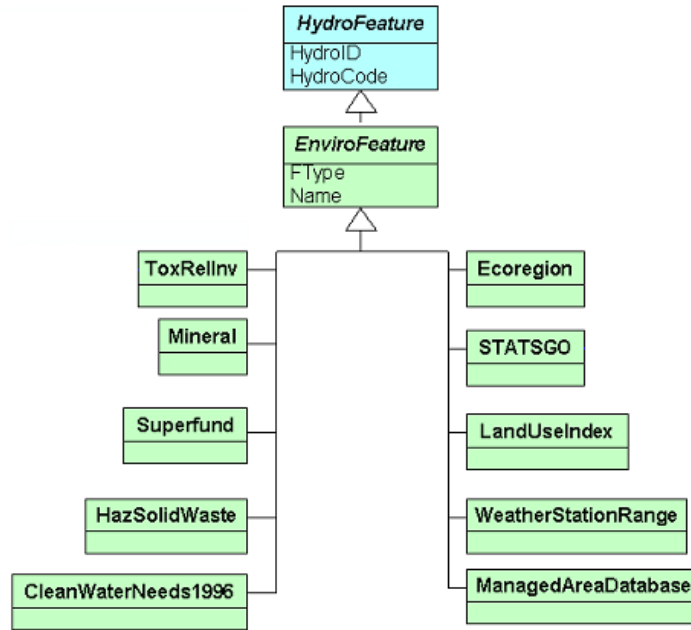 HydroFeature
HydroID
HydroCode
EnviroFeature
FType
Name
ToxRelInv
Ecoregion
Mineral
STATSGO
Superfund
LandUseIndex
HazSolidWaste
WeatherStationRange
CleanWaterNeeds1996
ManagedAreaDatabase